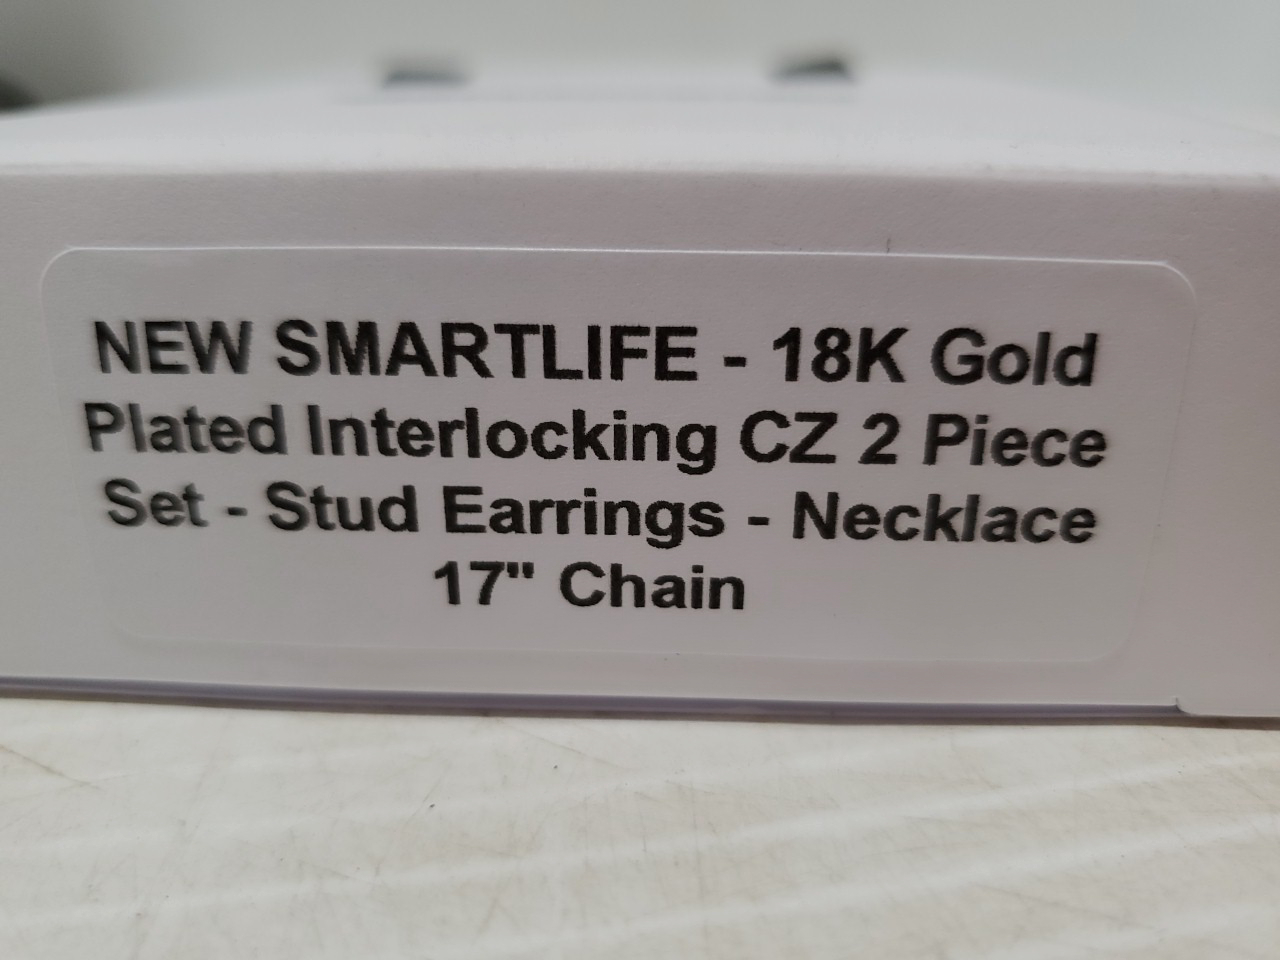 NEW SMARTLIFE - 18K Gold
Plated Interlocking CZ 2 Piece
Set - Stud Earrings - Necklace
17" Chain